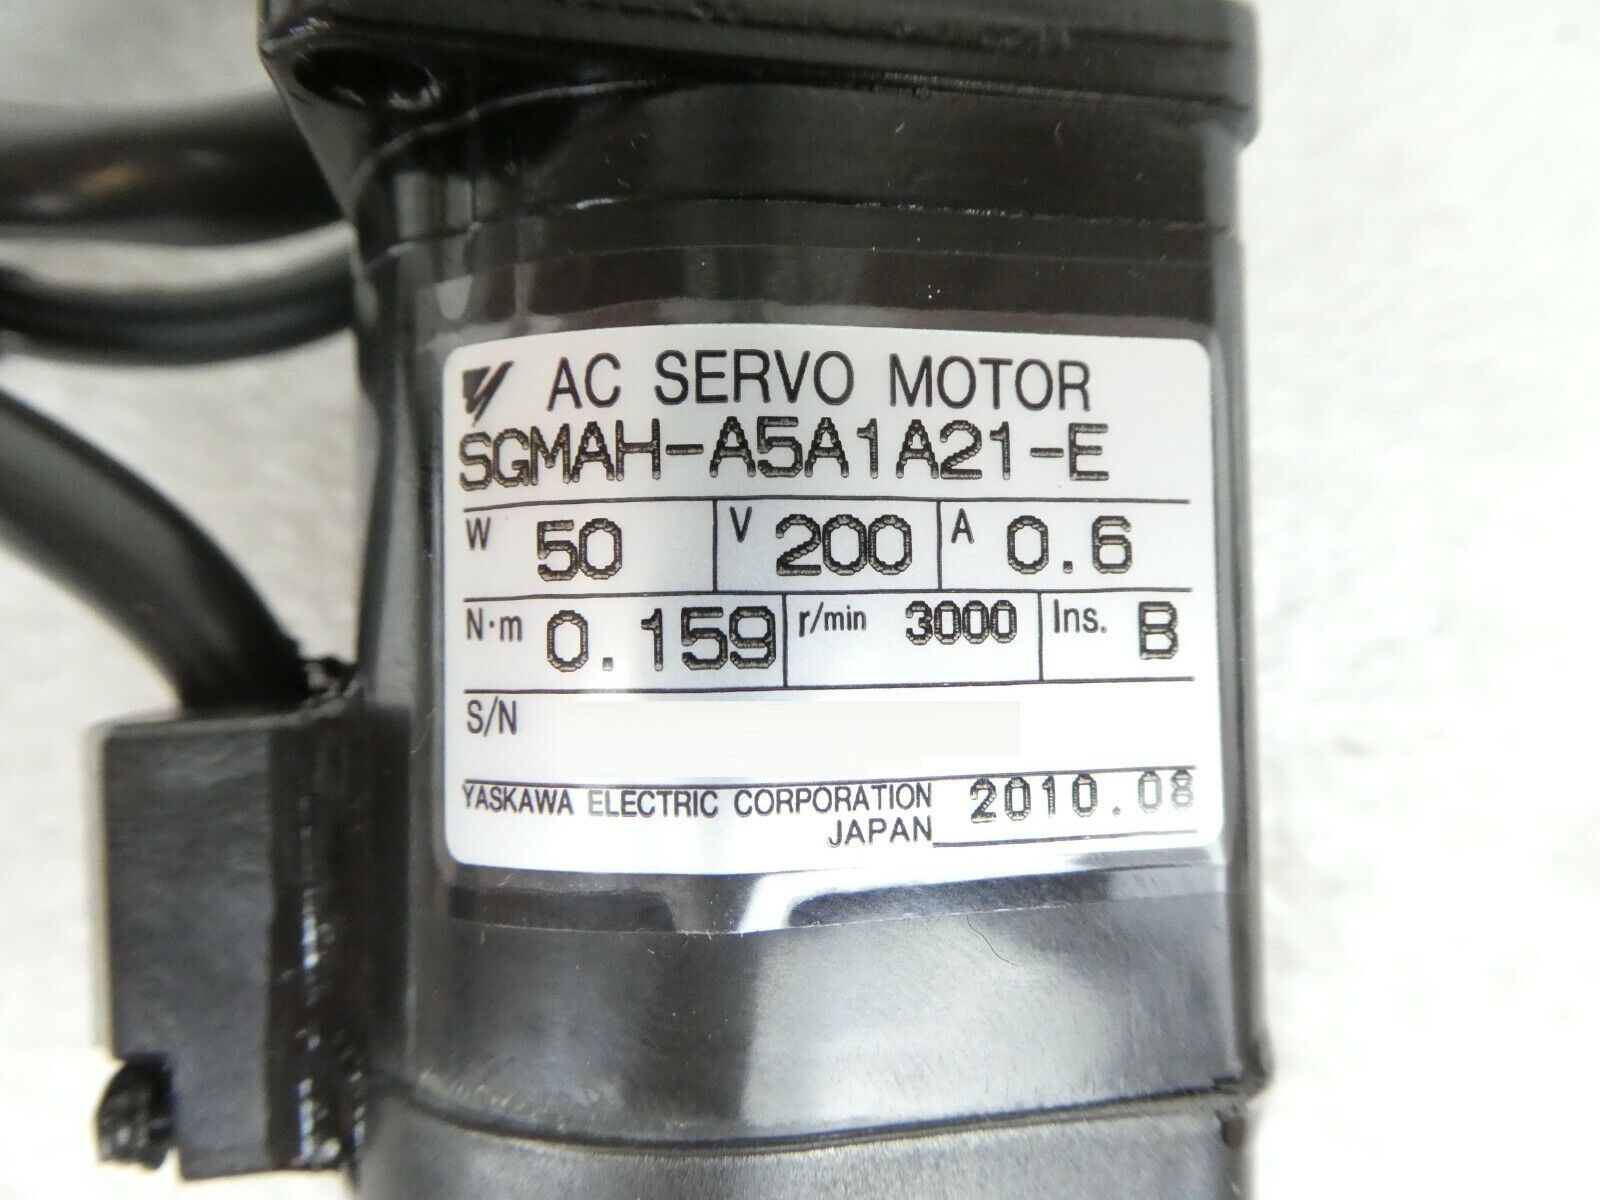 AC SERVO MOTOR
SGMAH-A5A1A21-E
W 50 V 200 A 0.6
N·m 0.159 r/min 3000 Ins. B
S/N
YASKAWA ELECTRIC CORPORATION 2010.08
JAPAN